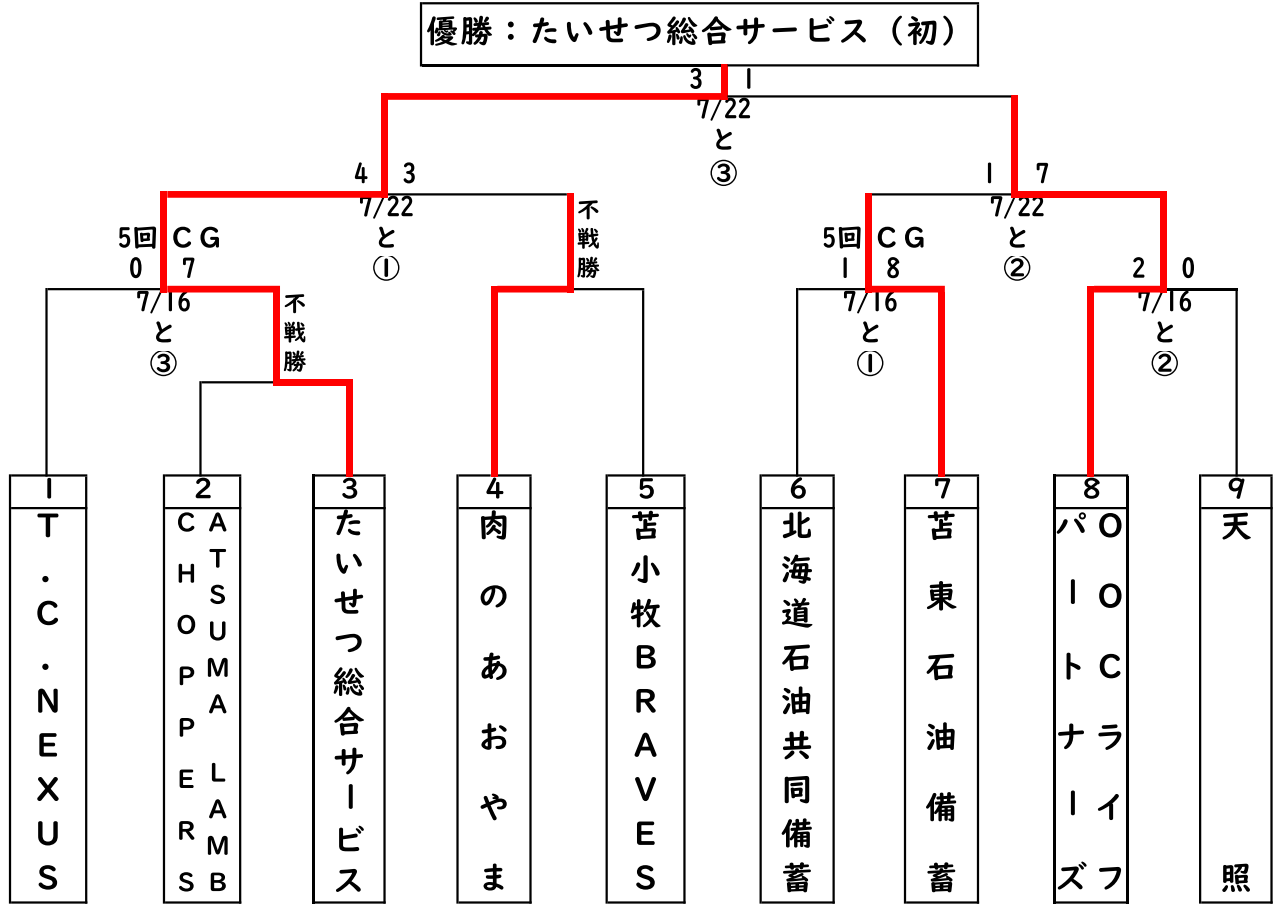 優勝：たいせつ総合サービス（初）
3 1
7/22
と
③
4 3
7/22
と
①
1 7
7/22
と
②
5回 CG
0 7
7/16
と
③
不戦勝
不戦勝
5回 CG
1 8
7/16
と
①
2 0
7/16
と
②
1
T.C.NEXUS
2
ATSUMA LAMB
CHOPPERS
3
たいせつ総合サービス
4
肉のあおやま
5
苫小牧BRAVES
6
北海道石油共同備蓄
7
苫東石油備蓄
8
OOCライフ
パートナーズ
9
天照